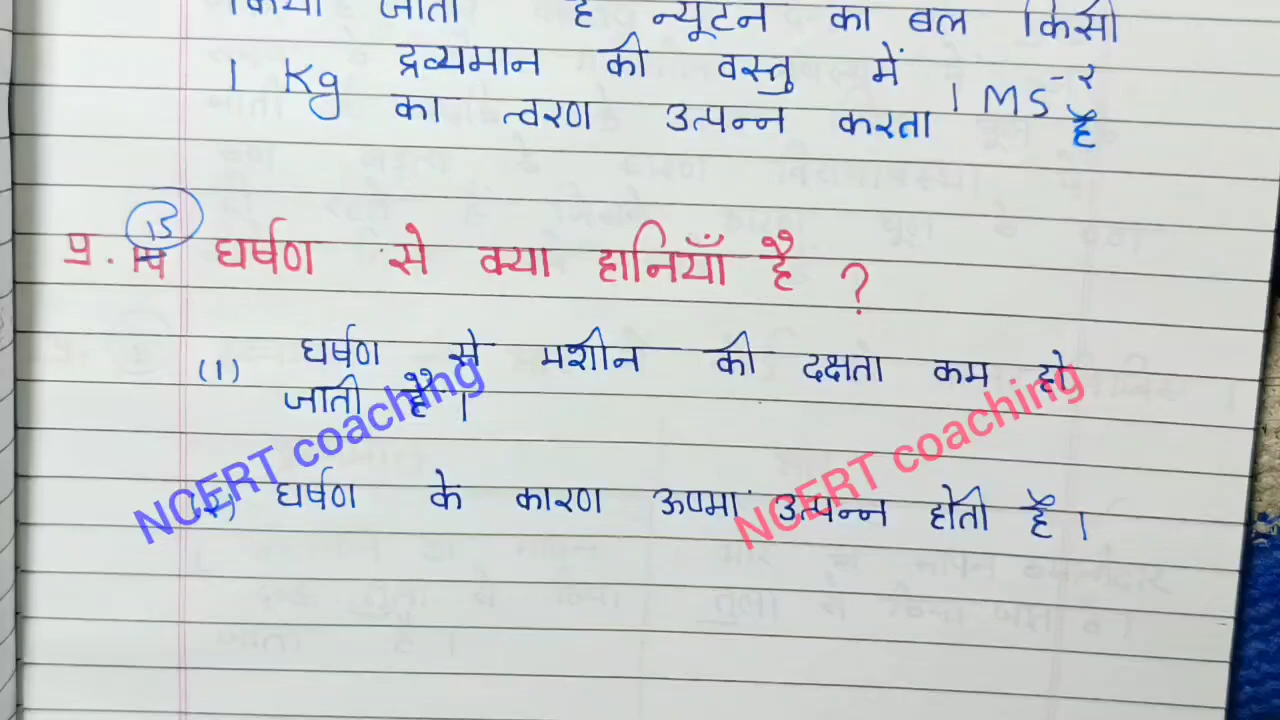 किया जाता है न्यूटन का बल किसी
1 Kg द्रव्यमान की वस्तु में 1 MS⁻²
का त्वरण उत्पन्न करता है
प्र. 15 घर्षण से क्या हानियाँ है ?
(1) घर्षण से मशीन की दक्षता कम हो
जाती है ।
(2) घर्षण के कारण ऊष्मा उत्पन्न होती है ।
NCERT coaching
NCERT coaching